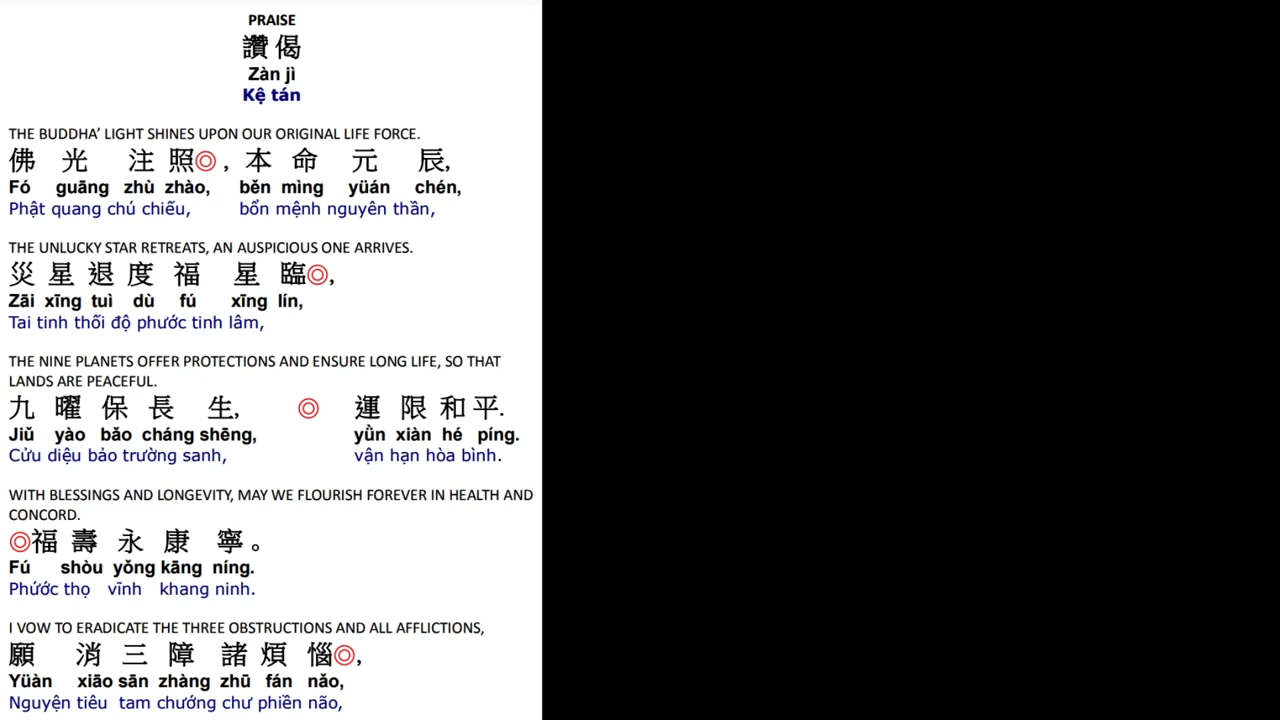 PRAISE
讚 偈
Zàn jì
Kệ tán
THE BUDDHA’ LIGHT SHINES UPON OUR ORIGINAL LIFE FORCE.
佛 光 注 照◎ , 本 命 元 辰,
Fó guāng zhù zhào, běn mìng yüán chén,
Phật quang chú chiếu, bổn mệnh nguyên thần,
THE UNLUCKY STAR RETREATS, AN AUSPICIOUS ONE ARRIVES.
災 星 退 度 福 星 臨◎,
Zāi xīng tuì dù fú xīng lín,
Tai tinh thối độ phước tinh lâm,
THE NINE PLANETS OFFER PROTECTIONS AND ENSURE LONG LIFE, SO THAT
LANDS ARE PEACEFUL.
九 曜 保 長 生, ◎ 運 限 和 平.
Jiǔ yào bǎo cháng shēng, yǜn xiàn hé píng.
Cửu diệu bảo trường sanh, vận hạn hòa bình.
WITH BLESSINGS AND LONGEVITY, MAY WE FLOURISH FOREVER IN HEALTH AND
CONCORD.
◎福 壽 永 康 寧 。
Fú shòu yǒng kāng níng.
Phứớc thọ vĩnh khang ninh.
I VOW TO ERADICATE THE THREE OBSTRUCTIONS AND ALL AFFLICTIONS,
願 消 三 障 諸 煩 惱◎,
Yüàn xiāo sān zhàng zhū fán nǎo,
Nguyện tiêu tam chướng chư phiền não,